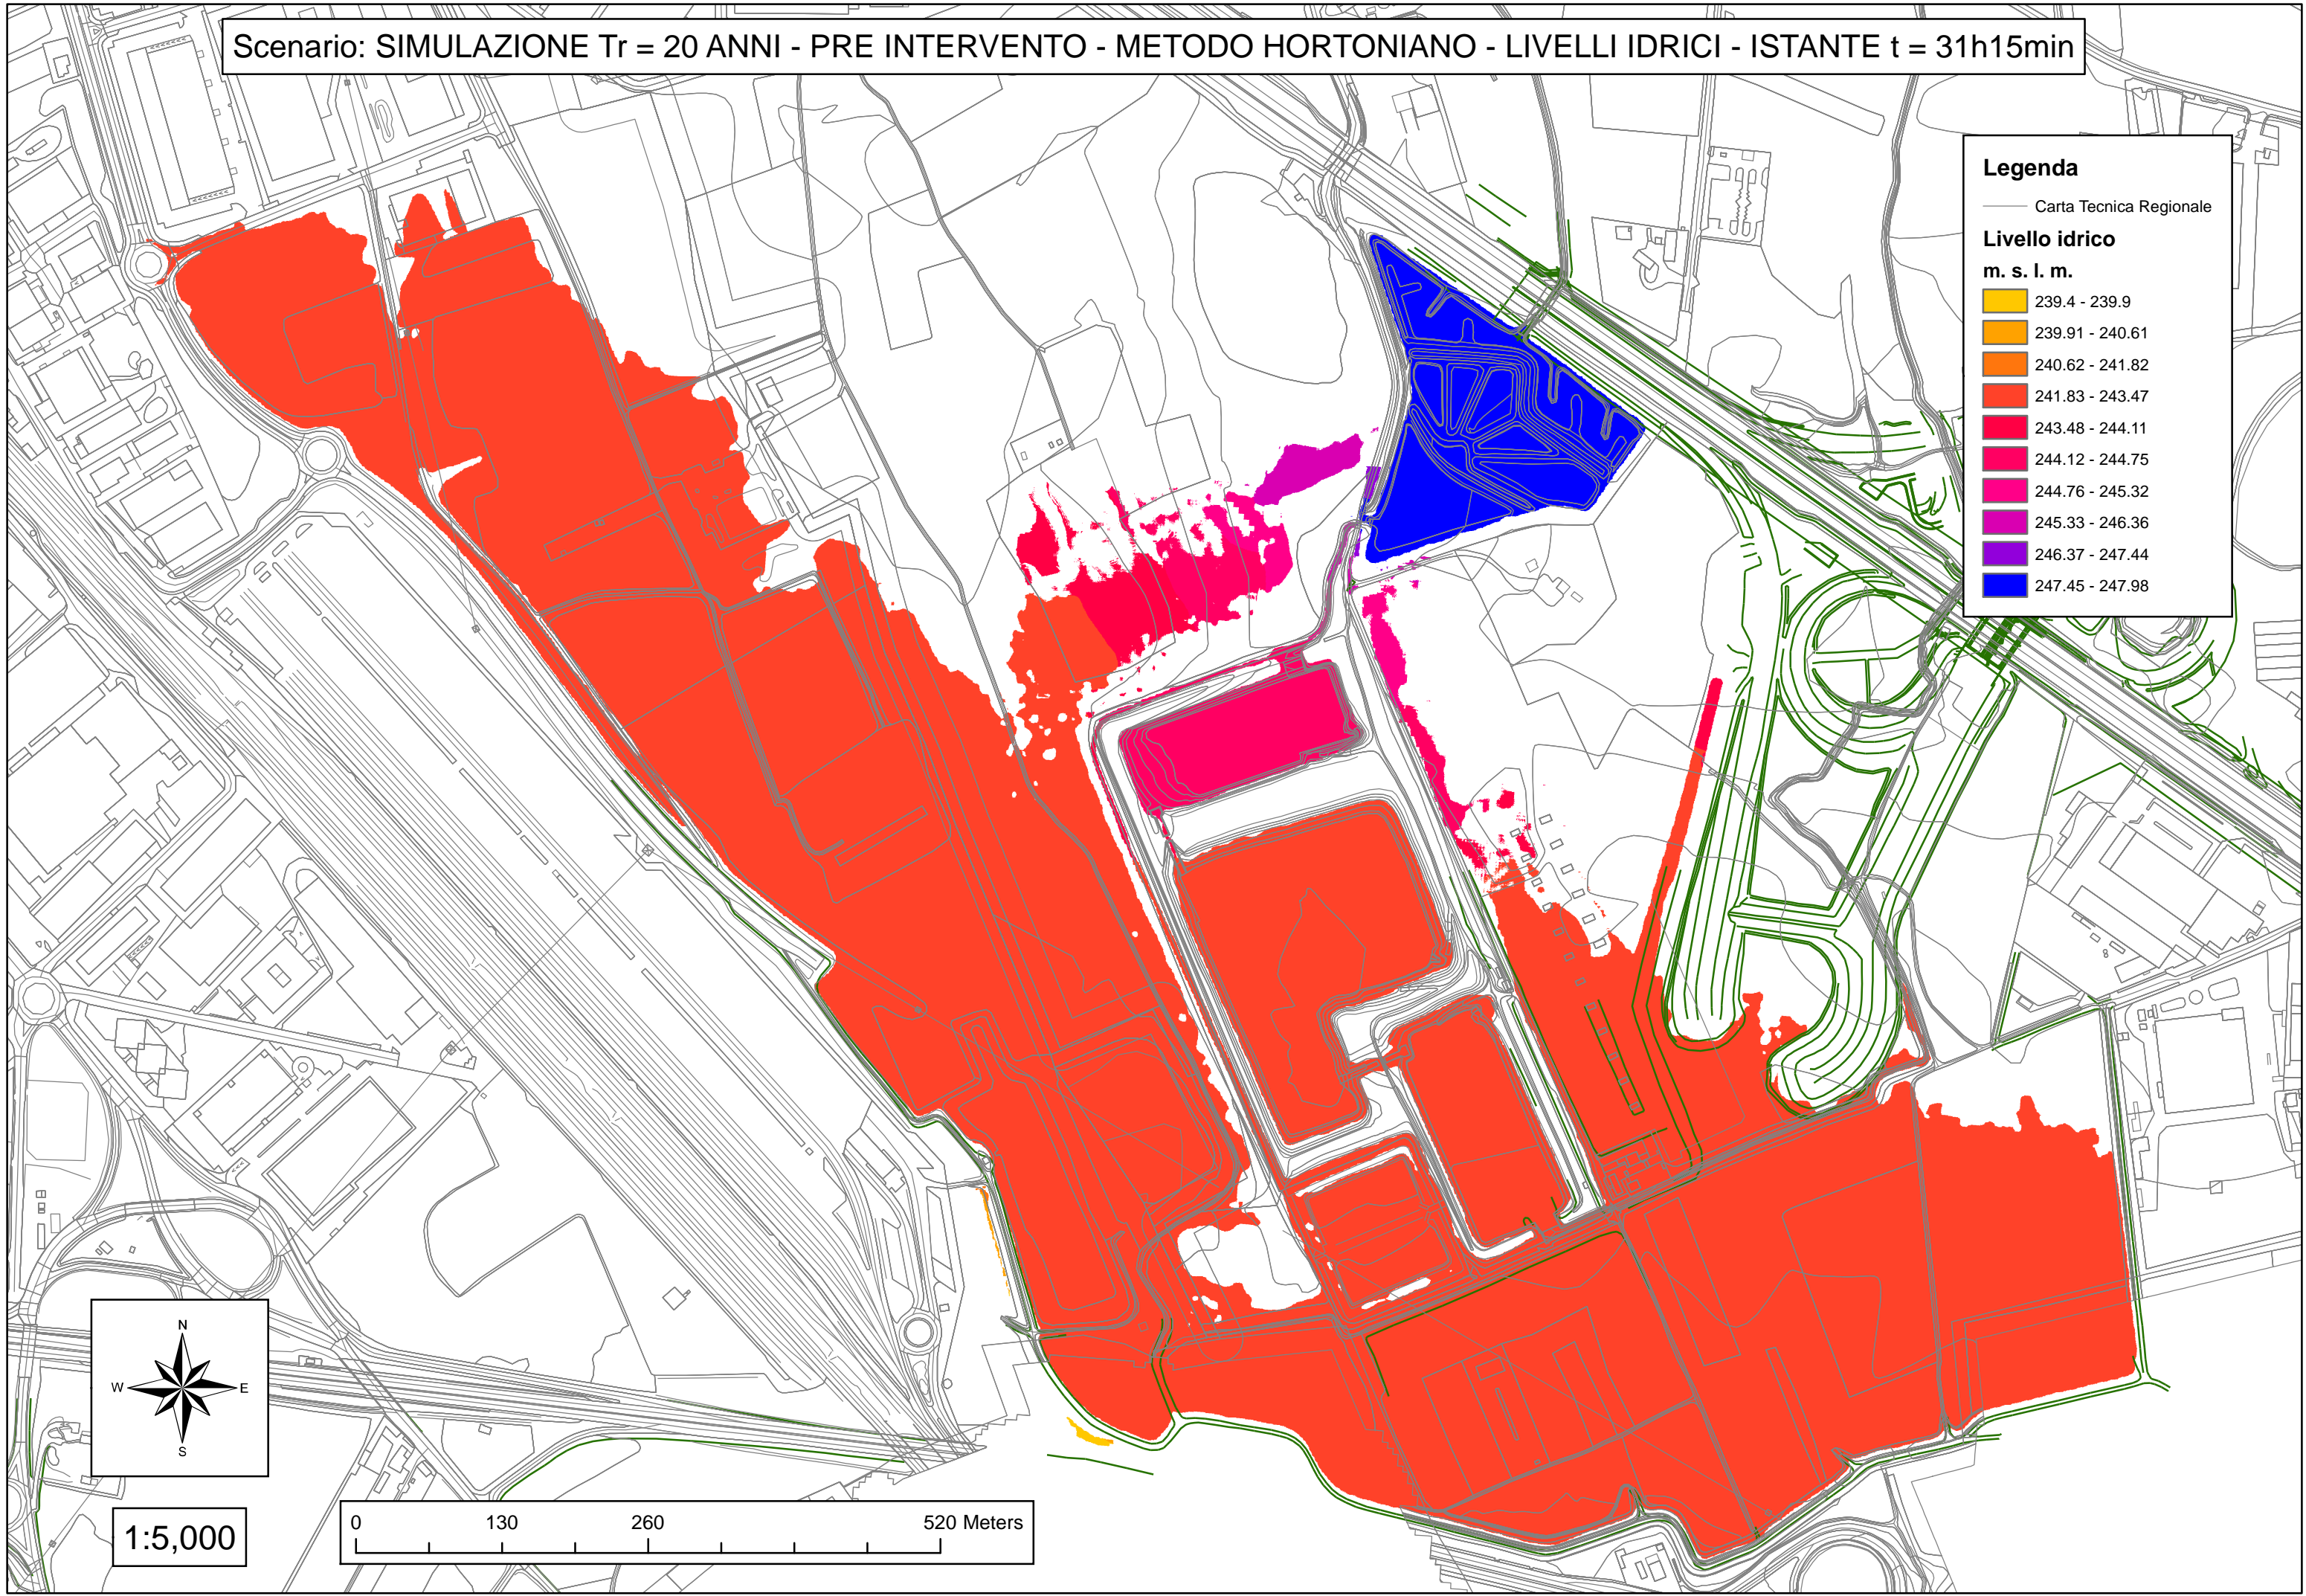 Scenario: SIMULAZIONE Tr = 20 ANNI - PRE INTERVENTO - METODO HORTONIANO - LIVELLI IDRICI - ISTANTE t = 31h15min
Legenda
Carta Tecnica Regionale
Livello idrico
m. s. l. m.
239.4 - 239.9
239.91 - 240.61
240.62 - 241.82
241.83 - 243.47
243.48 - 244.11
244.12 - 244.75
244.76 - 245.32
245.33 - 246.36
246.37 - 247.44
247.45 - 247.98
N
W E
S
1:5,000
0 130 260 520 Meters